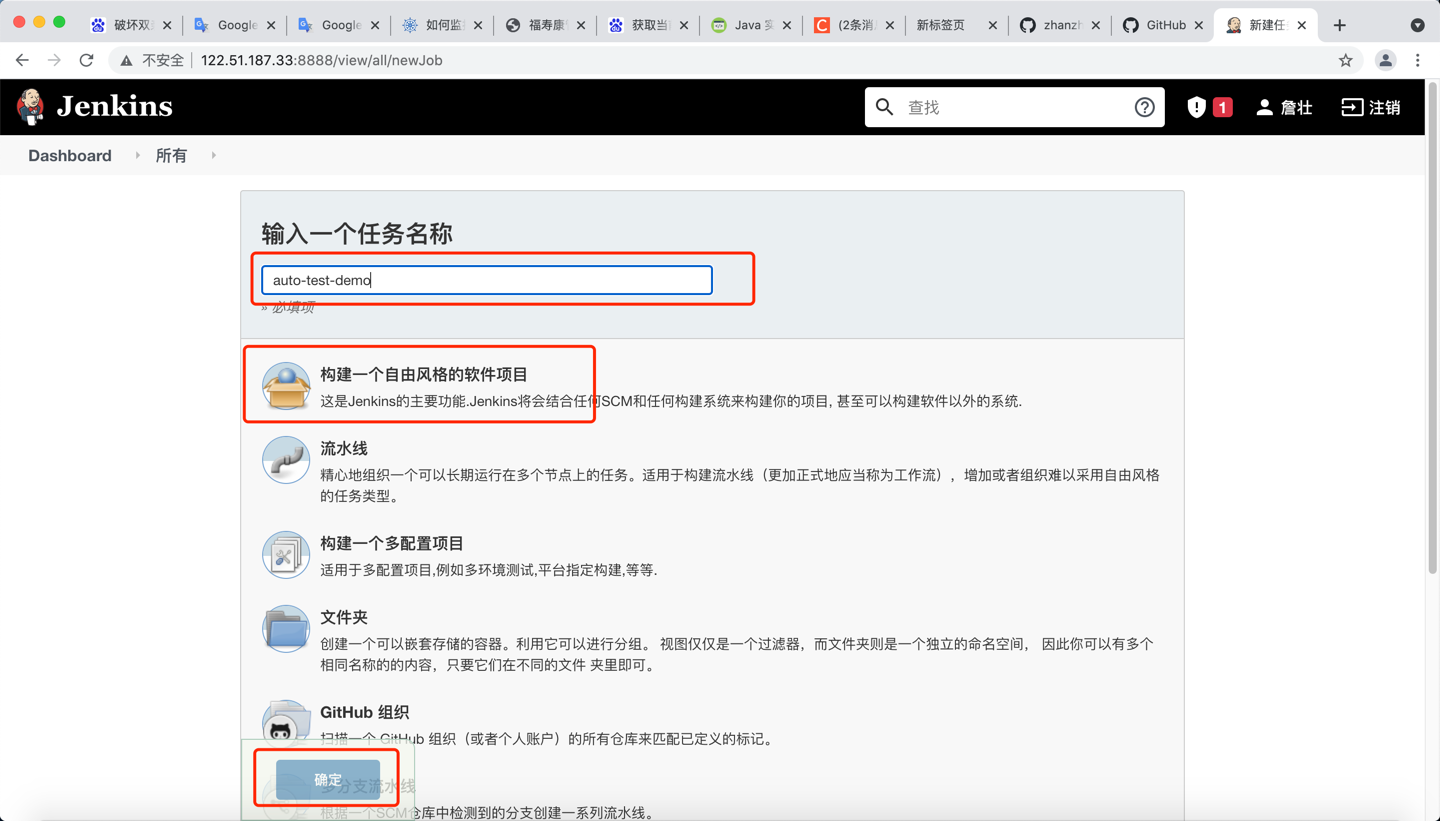 破坏双
Google
Google
如何监
福寿康
获取当
Java 实
(2条消
新标签页
zhanzh
GitHub
新建任
不安全
122.51.187.33:8888/view/all/newJob
Jenkins
查找
1
詹壮
注销
Dashboard
所有
输入一个任务名称
auto-test-demo
» 必填项
构建一个自由风格的软件项目
这是Jenkins的主要功能.Jenkins将会结合任何SCM和任何构建系统来构建你的项目, 甚至可以构建软件以外的系统.
流水线
精心地组织一个可以长期运行在多个节点上的任务。适用于构建流水线（更加正式地应当称为工作流），增加或者组织难以采用自由风格
的任务类型。
构建一个多配置项目
适用于多配置项目,例如多环境测试,平台指定构建,等等.
文件夹
创建一个可以嵌套存储的容器。利用它可以进行分组。 视图仅仅是一个过滤器，而文件夹则是一个独立的命名空间， 因此你可以有多个
相同名称的的内容，只要它们在不同的文件 夹里即可。
GitHub 组织
扫描一个 GitHub 组织（或者个人账户）的所有仓库来匹配已定义的标记。
确定
多分支流水线
根据一个SCM仓库中检测到的分支创建一系列流水线。